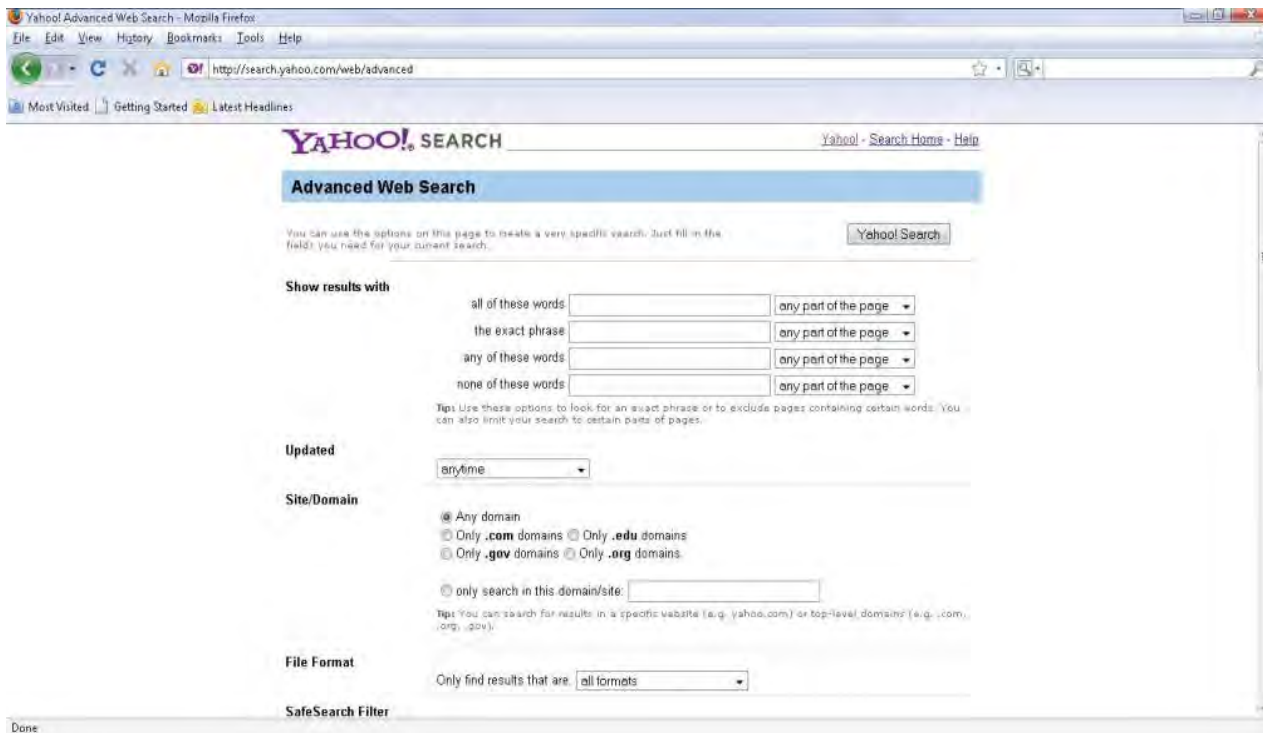 Yahoo! Advanced Web Search - Mozilla Firefox
File Edit View History Bookmarks Tools Help
http://search.yahoo.com/web/advanced
Most Visited Getting Started Latest Headlines
YAHOO! SEARCH
Yahoo! - Search Home - Help
Advanced Web Search
You can use the options on this page to create a very specific search. Just fill in the
fields you need for your current search.
Yahoo! Search
Show results with
all of these words any part of the page
the exact phrase any part of the page
any of these words any part of the page
none of these words any part of the page
Tip: Use these options to look for an exact phrase or to exclude pages containing certain words. You
can also limit your search to certain parts of pages.
Updated
anytime
Site/Domain
Any domain
Only .com domains Only .edu domains
Only .gov domains Only .org domains
only search in this domain/site:
Tip: You can search for results in a specific website (e.g. yahoo.com) or top-level domains (e.g. .com,
.org, .gov).
File Format
Only find results that are: all formats
SafeSearch Filter
Done